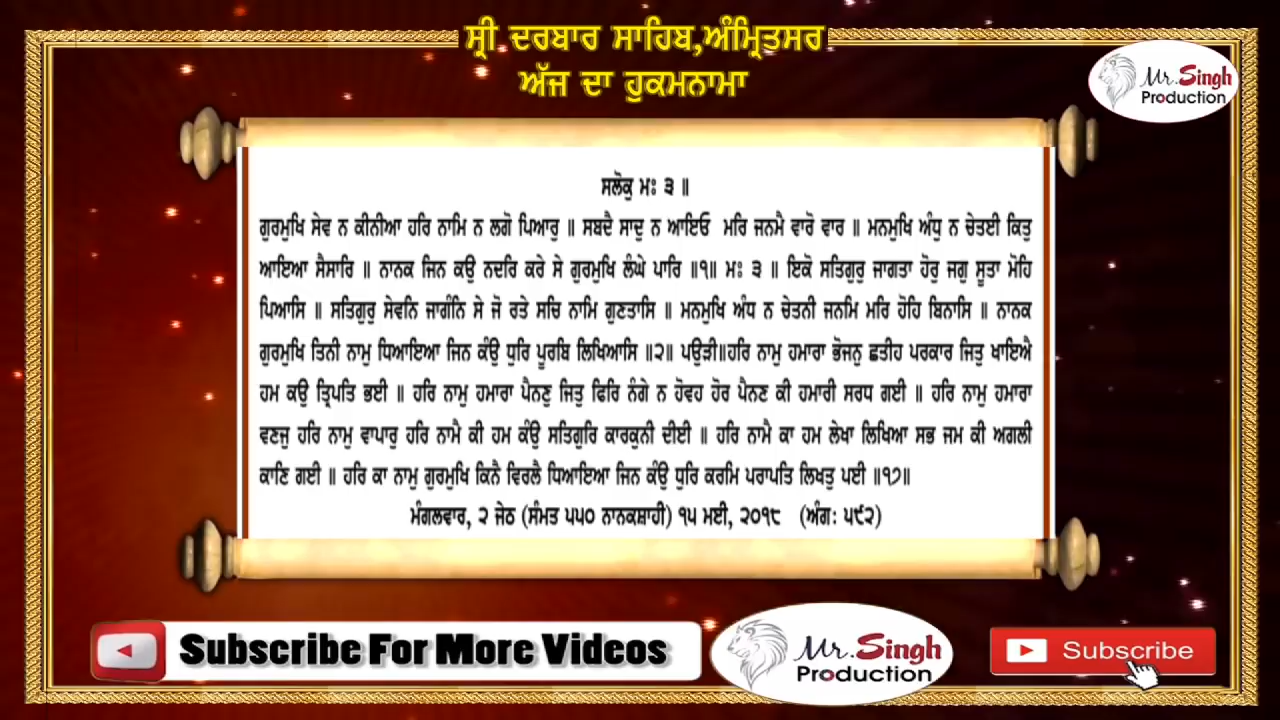 ਸ੍ਰੀ ਦਰਬਾਰ ਸਾਹਿਬ,ਅੰਮ੍ਰਿਤਸਰ
ਅੱਜ ਦਾ ਹੁਕਮਨਾਮਾ
Mr.Singh
Production
ਸਲੋਕੁ ਮਃ ੩ ॥
ਗੁਰਮੁਖਿ ਸੇਵ ਨ ਕੀਨੀਆ ਹਰਿ ਨਾਮਿ ਨ ਲਗੋ ਪਿਆਰੁ ॥ ਸਬਦੈ ਸਾਦੁ ਨ ਆਇਓ ਮਰਿ ਜਨਮੈ ਵਾਰੋ ਵਾਰ ॥ ਮਨਮੁਖਿ ਅੰਧੁ ਨ ਚੇਤਈ ਕਿਤੁ
ਆਇਆ ਸੈਸਾਰਿ ॥ ਨਾਨਕ ਜਿਨ ਕਉ ਨਦਰਿ ਕਰੇ ਸੇ ਗੁਰਮੁਖਿ ਲੰਘੇ ਪਾਰਿ ॥੧॥ ਮਃ ੩ ॥ ਇਕੋ ਸਤਿਗੁਰੁ ਜਾਗਤਾ ਹੋਰੁ ਜਗੁ ਸੂਤਾ ਮੋਹਿ
ਪਿਆਸਿ ॥ ਸਤਿਗੁਰੁ ਸੇਵਨਿ ਜਾਗੰਨਿ ਸੇ ਜੋ ਰਤੇ ਸਚਿ ਨਾਮਿ ਗੁਣਤਾਸਿ ॥ ਮਨਮੁਖਿ ਅੰਧ ਨ ਚੇਤਨੀ ਜਨਮਿ ਮਰਿ ਹੋਹਿ ਬਿਨਾਸਿ ॥ ਨਾਨਕ
ਗੁਰਮੁਖਿ ਤਿਨੀ ਨਾਮੁ ਧਿਆਇਆ ਜਿਨ ਕੰਉ ਧੁਰਿ ਪੂਰਬਿ ਲਿਖਿਆਸਿ ॥੨॥ ਪਉੜੀ॥ਹਰਿ ਨਾਮੁ ਹਮਾਰਾ ਭੋਜਨੁ ਛਤੀਹ ਪਰਕਾਰ ਜਿਤੁ ਖਾਇਐ
ਹਮ ਕਉ ਤ੍ਰਿਪਤਿ ਭਈ ॥ ਹਰਿ ਨਾਮੁ ਹਮਾਰਾ ਪੈਨਣੁ ਜਿਤੁ ਫਿਰਿ ਨੰਗੇ ਨ ਹੋਵਹ ਹੋਰ ਪੈਨਣ ਕੀ ਹਮਾਰੀ ਸਰਧ ਗਈ ॥ ਹਰਿ ਨਾਮੁ ਹਮਾਰਾ
ਵਣਜੁ ਹਰਿ ਨਾਮੁ ਵਾਪਾਰੁ ਹਰਿ ਨਾਮੈ ਕੀ ਹਮ ਕੰਉ ਸਤਿਗੁਰਿ ਕਾਰਕੁਨੀ ਦੀਈ ॥ ਹਰਿ ਨਾਮੈ ਕਾ ਹਮ ਲੇਖਾ ਲਿਖਿਆ ਸਭ ਜਮ ਕੀ ਅਗਲੀ
ਕਾਣਿ ਗਈ ॥ ਹਰਿ ਕਾ ਨਾਮੁ ਗੁਰਮੁਖਿ ਕਿਨੈ ਵਿਰਲੈ ਧਿਆਇਆ ਜਿਨ ਕੰਉ ਧੁਰਿ ਕਰਮਿ ਪਰਾਪਤਿ ਲਿਖਤੁ ਪਈ ॥੧੭॥
ਮੰਗਲਵਾਰ, ੨ ਜੇਠ (ਸੰਮਤ ੫੫੦ ਨਾਨਕਸ਼ਾਹੀ) ੧੫ ਮਈ, ੨੦੧੮ (ਅੰਗ: ੫੯੨)
Subscribe For More Videos
Mr.Singh
Production
Subscribe